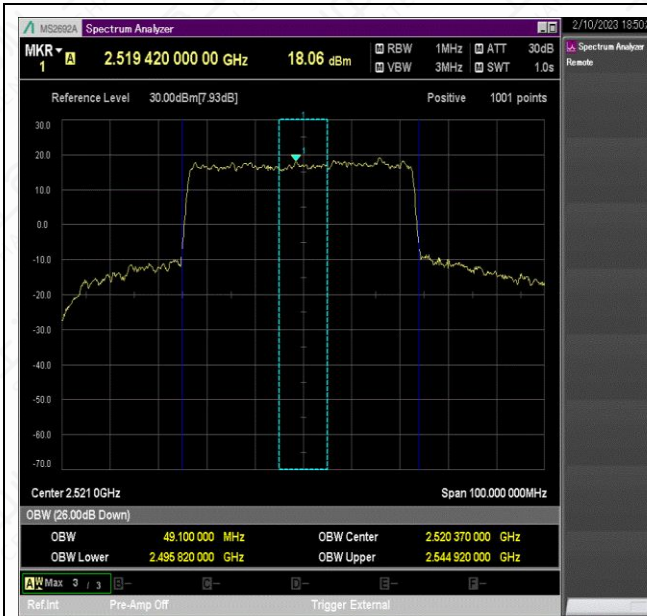 MS2692A Spectrum Analyzer
2/10/2023 18:50:
MKR 1 A 2.519 420 000 00 GHz 18.06 dBm
M RBW 1MHz M ATT 30dB
M VBW 3MHz M SWT 1.0s
Spectrum Analyzer
Remote
Reference Level 30.00dBm[7.93dB] Positive 1001 points
30.0
1
20.0
1
10.0
0.0
-10.0
-20.0
-30.0
-40.0
-50.0
-60.0
-70.0
Center 2.521 0GHz Span 100.000 000MHz
OBW (26.00dB Down)
OBW 49.100 000 MHz OBW Center 2.520 370 000 GHz
OBW Lower 2.495 820 000 GHz OBW Upper 2.544 920 000 GHz
A W Max 3 / 3 B- C- D- E- F-
Ref.Int Pre-Amp Off Trigger External